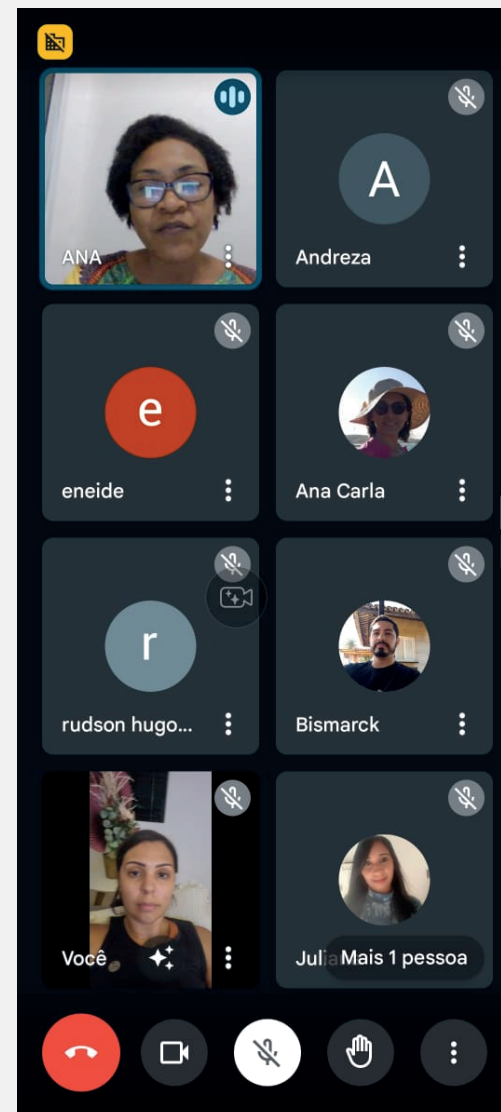 ANA
A
Andreza
e
eneide
Ana Carla
r
rudson hugo...
Bismarck
Você
Juli
Mais 1 pessoa